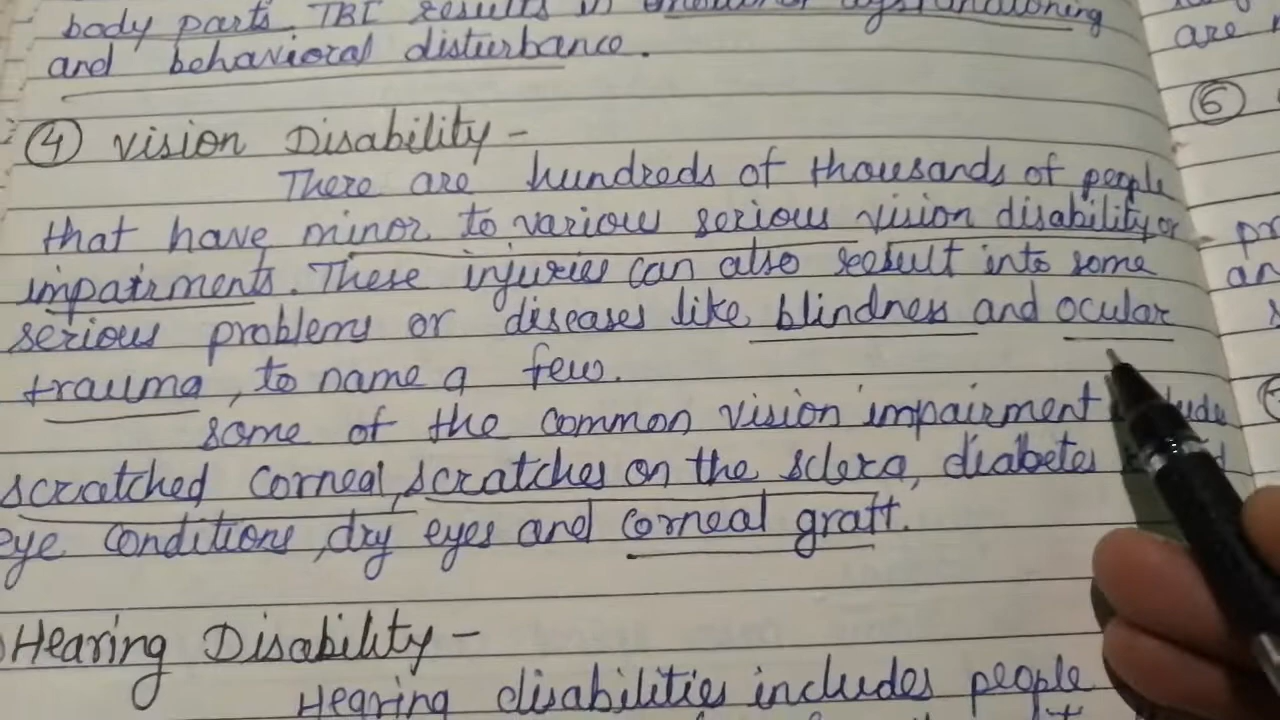 body parts. TBI results in
and behavioral disturbance.
④ Vision Disability -
There are hundreds of thousands of people
that have minor to various serious vision disability or
impairments. These injuries can also result into some
serious problems or diseases like blindness and ocular
trauma, to name a few.
some of the common vision impairment
scratched corneal, scratches on the sclera, diabetes
eye conditions, dry eyes and corneal graft.
Hearing Disability -
Hearing disabilities includes people
are
⑥